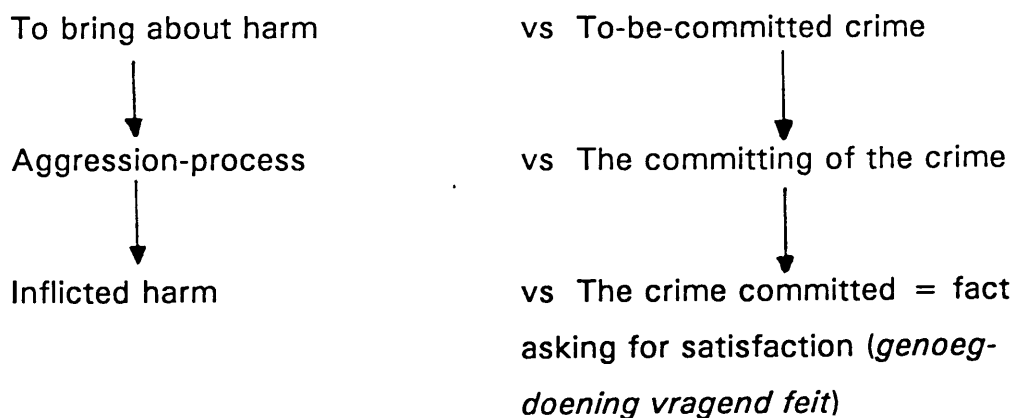 To bring about harm vs To-be-committed crime
Aggression-process vs The committing of the crime
Inflicted harm vs The crime committed = fact
asking for satisfaction (genoeg-
doening vragend feit)